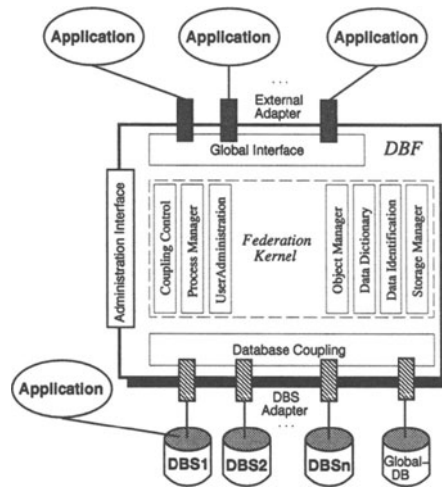 Application
Application
Application
...
External
Adapter
Global Interface
DBF
Administration Interface
Coupling Control
Process Manager
UserAdministration
Federation
Kernel
Object Manager
Data Dictionary
Data Identification
Storage Manager
Database Coupling
Application
DBS
Adapter
...
DBS1
DBS2
DBSn
Global-
DB